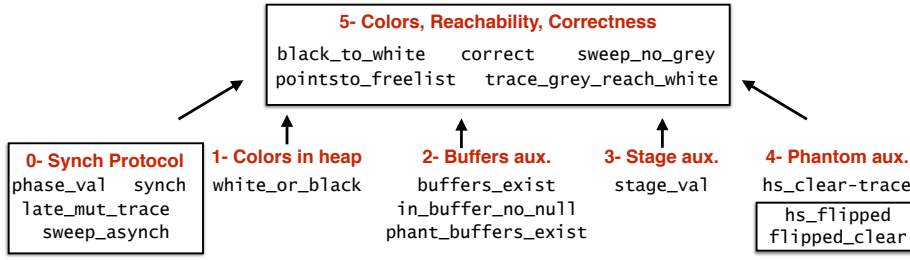 5- Colors, Reachability, Correctness
black_to_white correct sweep_no_grey
pointsto_freelist trace_grey_reach_white
0- Synch Protocol
phase_val synch
late_mut_trace
sweep_asynch
1- Colors in heap
white_or_black
2- Buffers aux.
buffers_exist
in_buffer_no_null
phant_buffers_exist
3- Stage aux.
stage_val
4- Phantom aux.
hs_clear-trace
hs_flipped
flipped_clear